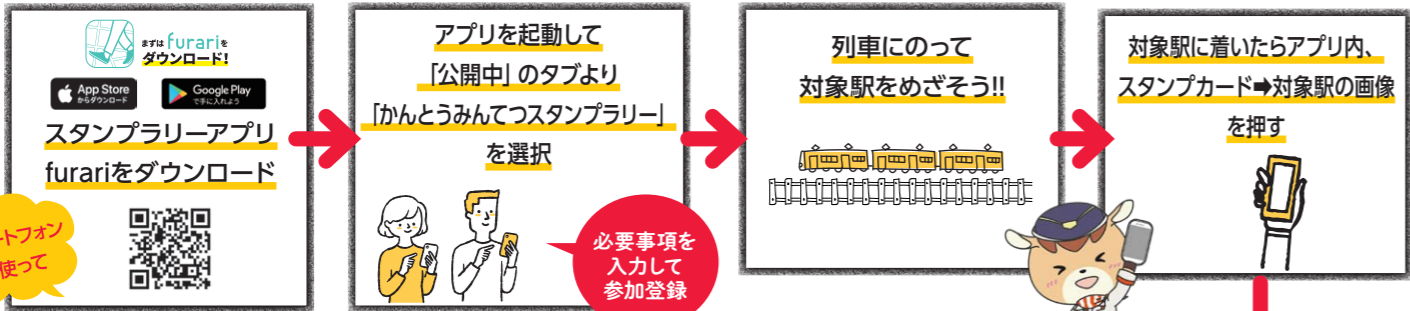 まずはfurariを
ダウンロード!
App Store
からダウンロード
Google Play
で手に入れよう
スタンプラリーアプリ
furariをダウンロード
ートフォン
使って
アプリを起動して
「公開中」のタブより
「かんとうみんてつスタンプラリー」
を選択
必要事項を
入力して
参加登録
列車にのって
対象駅をめざそう!!
対象駅に着いたらアプリ内、
スタンプカード➡対象駅の画像
を押す